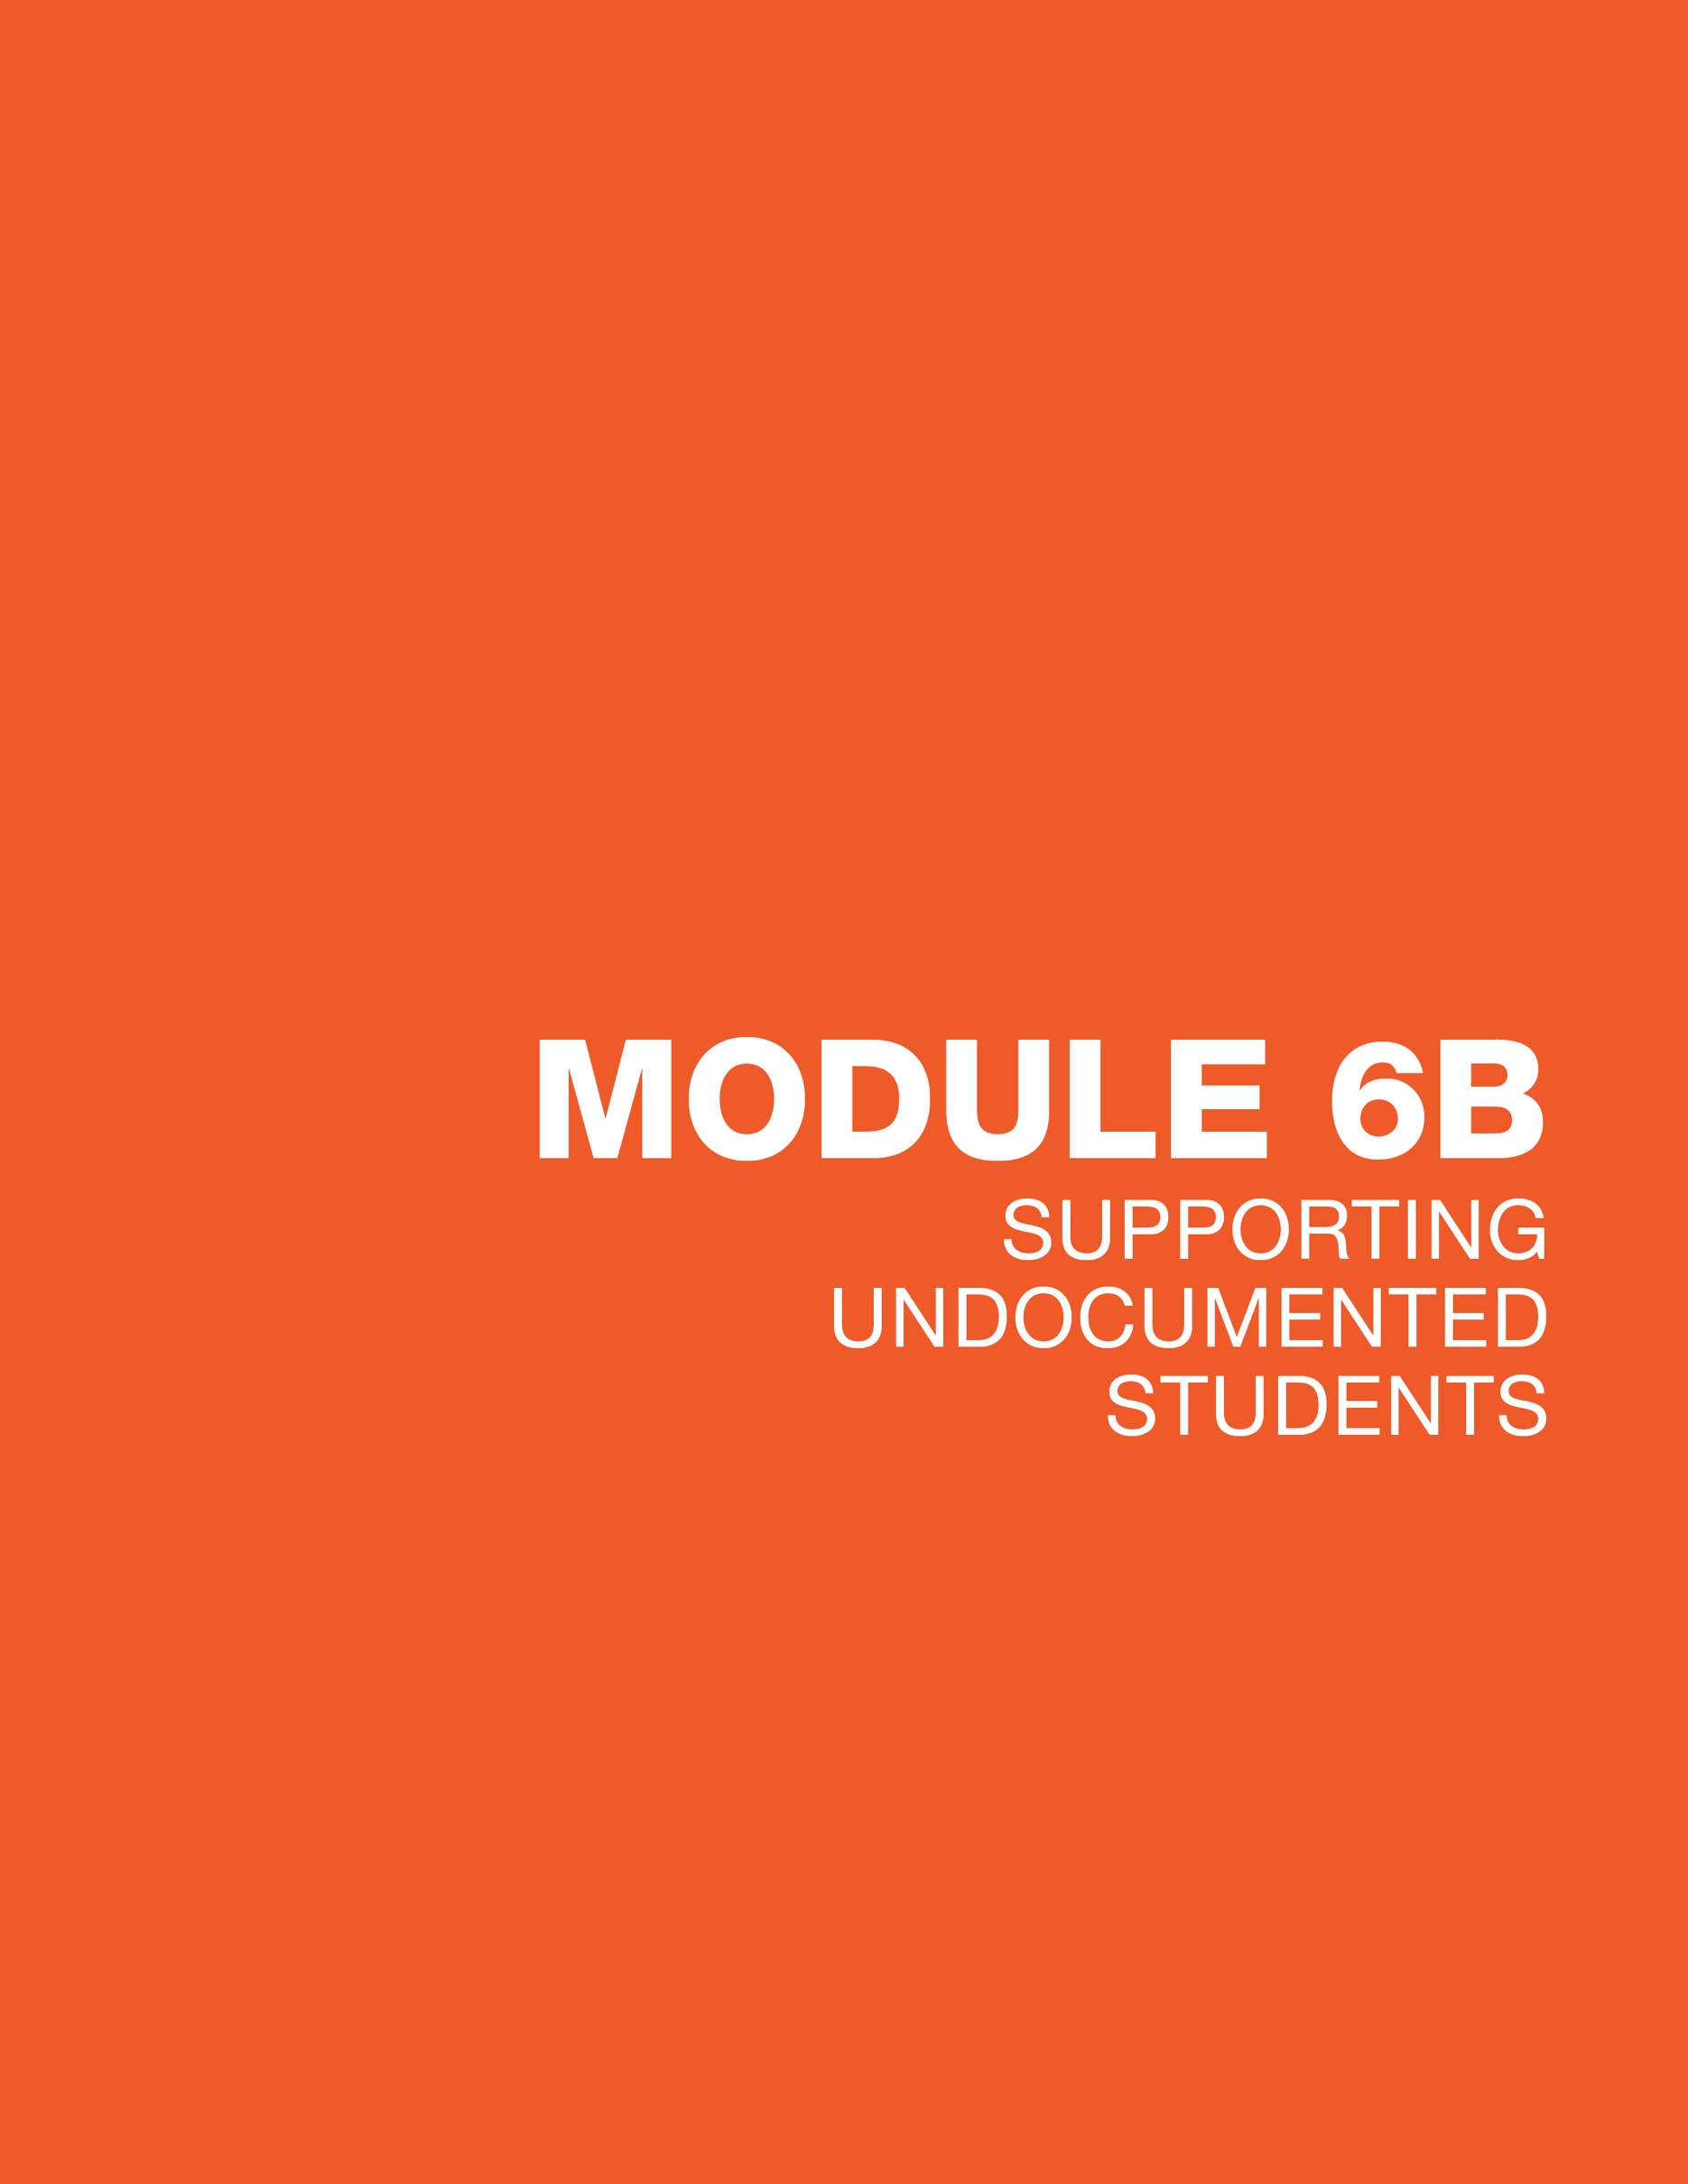 MODULE 6B
SUPPORTING
UNDOCUMENTED
STUDENTS